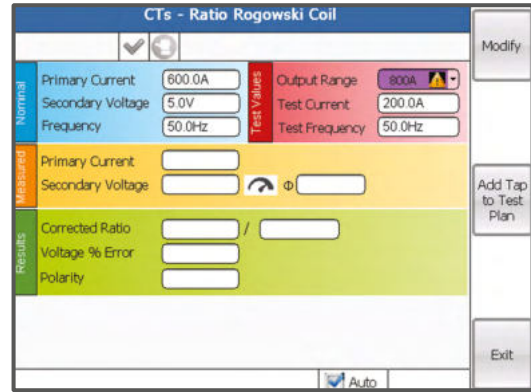 CTs - Ratio Rogowski Coil
Modify
Nominal
Primary Current 600.0A
Secondary Voltage 5.0V
Frequency 50.0Hz
Test Values
Output Range 800A
Test Current 200.0A
Test Frequency 50.0Hz
Measured
Primary Current
Secondary Voltage Φ
Add Tap
to Test
Plan
Results
Corrected Ratio /
Voltage % Error
Polarity
Exit
Auto